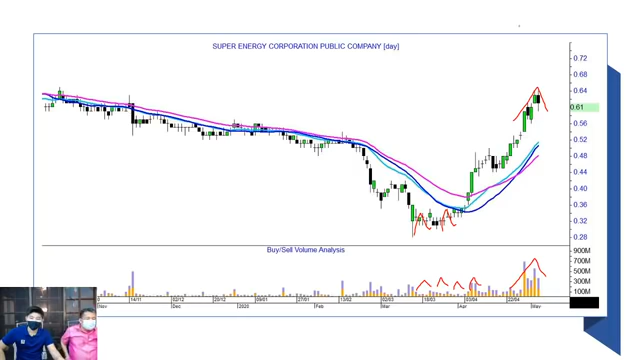 SUPER ENERGY CORPORATION PUBLIC COMPANY [day]
0.72
0.68
0.64
0.61
0.56
0.52
0.48
0.44
0.40
0.36
0.32
0.28
Buy/Sell Volume Analysis
900M
700M
500M
300M
100M
14/11 02/12 18/12 09/01 27/01 13/02 02/03 18/03 03/04 22/04
Nov Dec 2020 Feb Mar Apr May